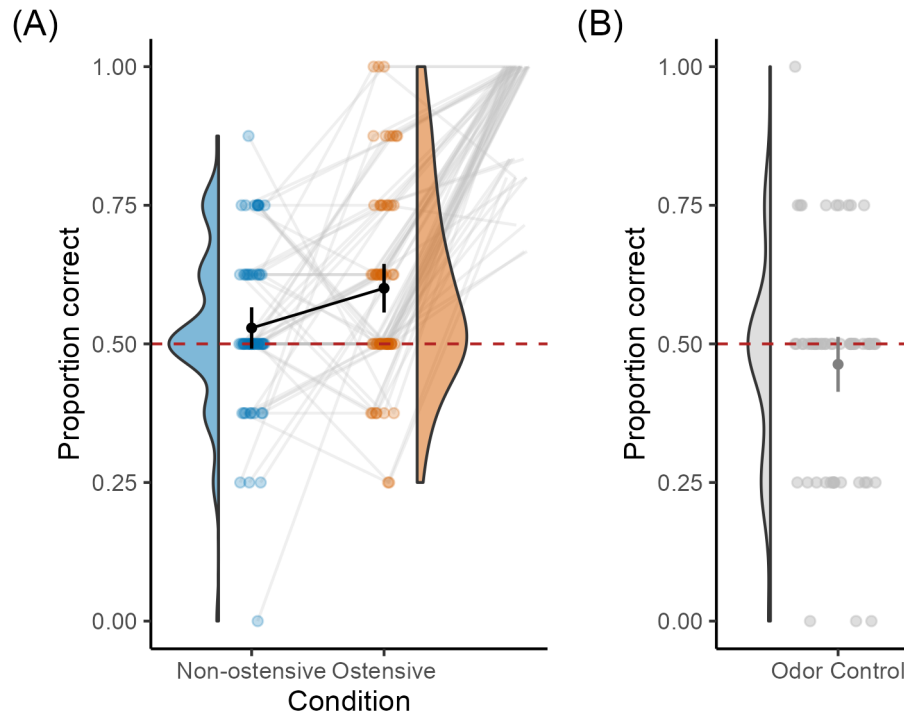 (A)
Proportion correct
1.00
0.75
0.50
0.25
0.00
Non-ostensive Ostensive
Condition
(B)
Proportion correct
1.00
0.75
0.50
0.25
0.00
Odor Control